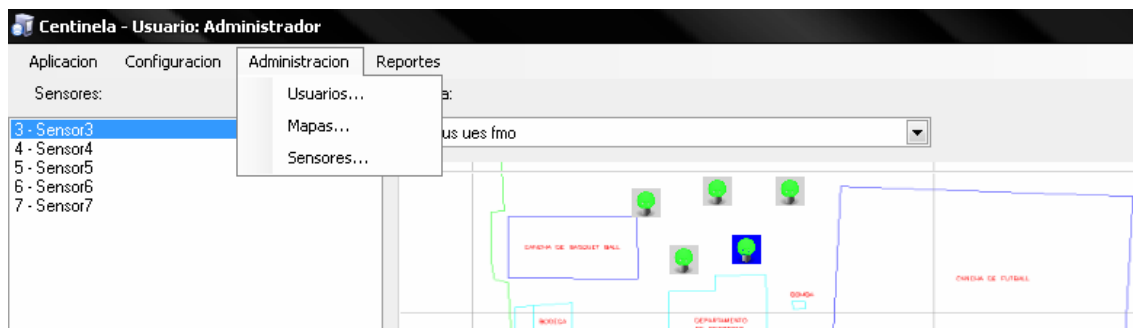 Centinela - Usuario: Administrador
Aplicacion Configuracion Administracion Reportes
Sensores:
a:
Usuarios...
Mapas...
Sensores...
us ues fmo
3 - Sensor3
4 - Sensor4
5 - Sensor5
6 - Sensor6
7 - Sensor7
CANCHA DE BASQUET BALL
CANCHA DE FUTBALL
BOMBA
BODEGA
DEPARTAMENTO